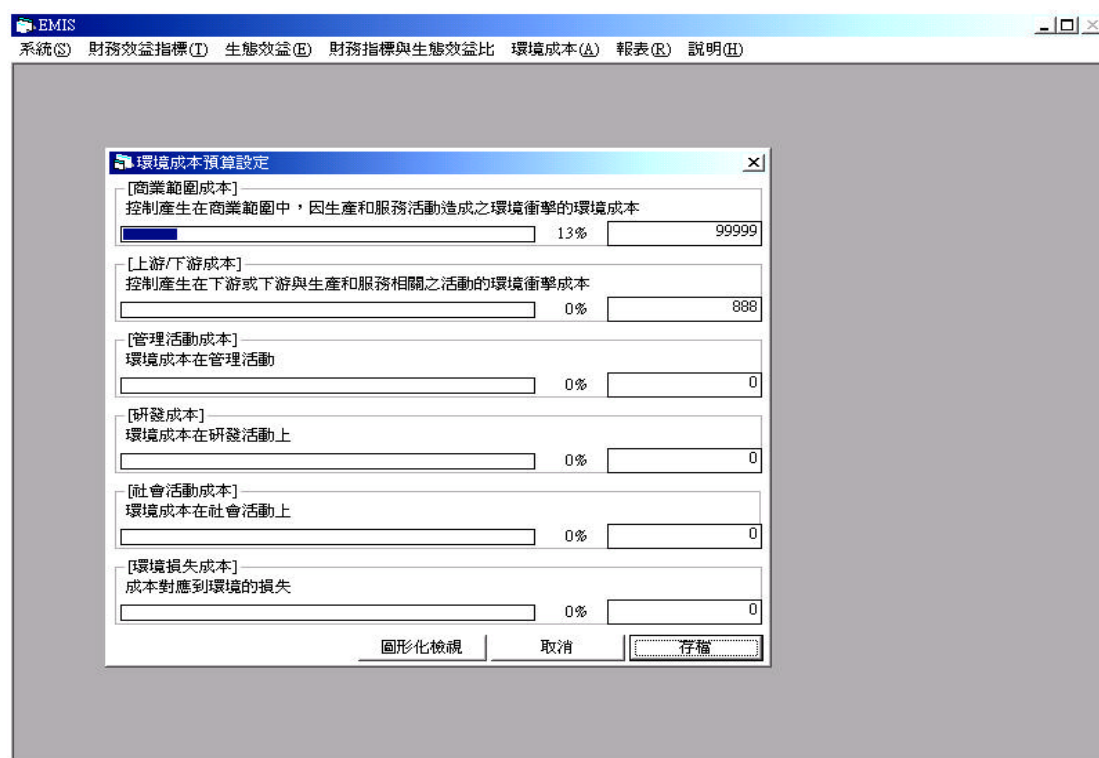 EMIS
系統(S) 財務效益指標(I) 生態效益(E) 財務指標與生態效益比 環境成本(A) 報表(R) 說明(H)
環境成本預算設定
[商業範圍成本]
控制產生在商業範圍中,因生產和服務活動造成之環境衝擊的環境成本
13% 99999
[上游/下游成本]
控制產生在下游或下游與生產和服務相關之活動的環境衝擊成本
0% 888
[管理活動成本]
環境成本在管理活動
0% 0
[研發成本]
環境成本在研發活動上
0% 0
[社會活動成本]
環境成本在社會活動上
0% 0
[環境損失成本]
成本對應到環境的損失
0% 0
圖形化檢視 取消 存檔